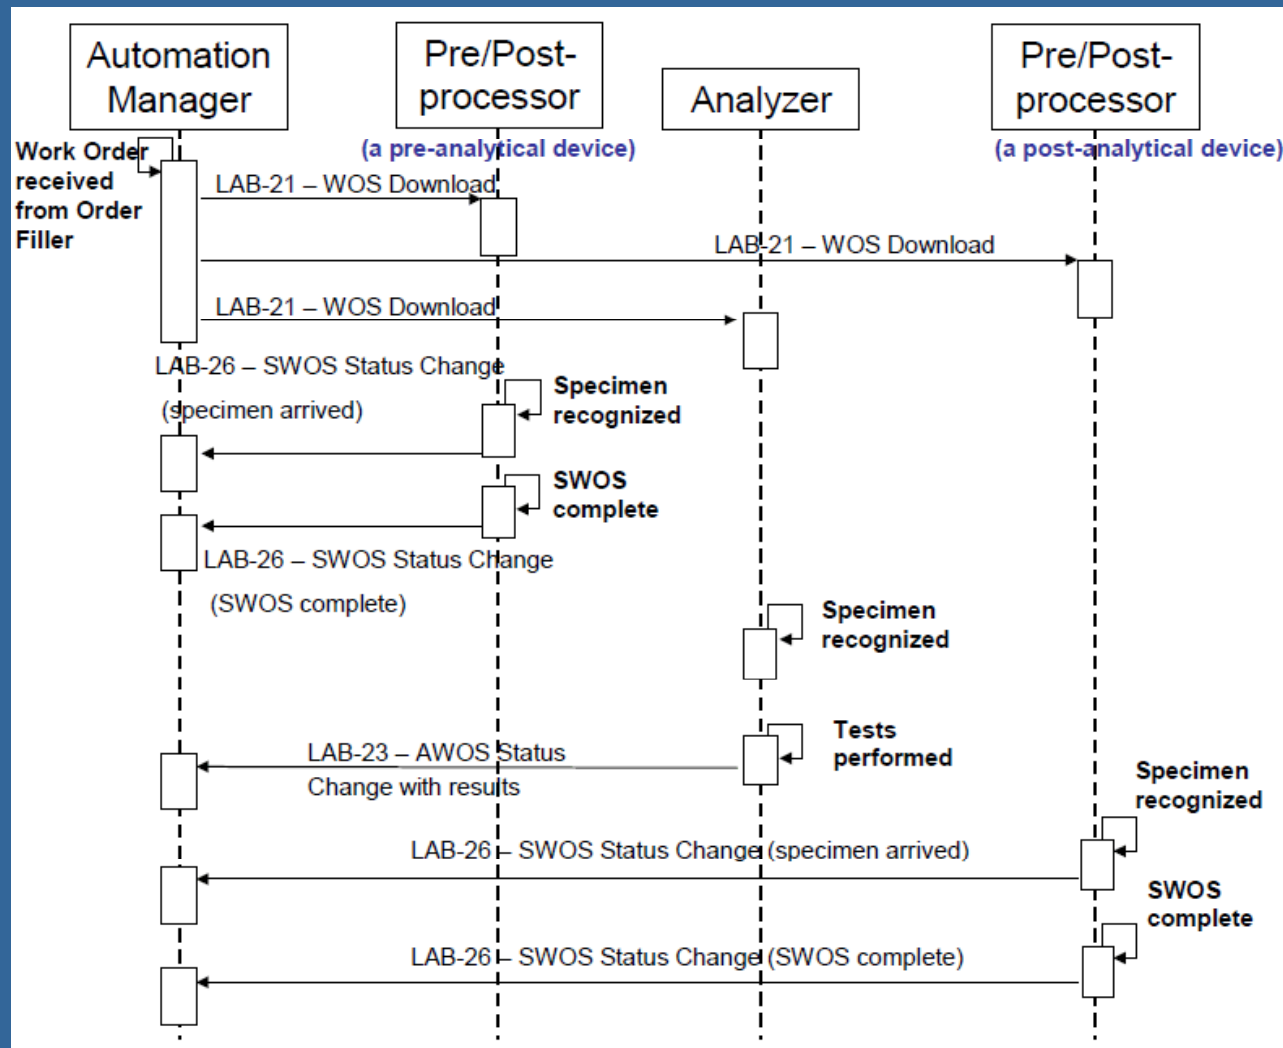 Automation
Manager
Pre/Post-
processor
Analyzer
Pre/Post-
processor
(a pre-analytical device)
(a post-analytical device)
Work Order
received
from Order
Filler
LAB-21 – WOS Download
LAB-21 – WOS Download
LAB-21 – WOS Download
LAB-26 – SWOS Status Change
(specimen arrived)
Specimen
recognized
SWOS
complete
LAB-26 – SWOS Status Change
(SWOS complete)
Specimen
recognized
Tests
performed
LAB-23 – AWOS Status
Change with results
Specimen
recognized
LAB-26 – SWOS Status Change (specimen arrived)
SWOS
complete
LAB-26 – SWOS Status Change (SWOS complete)